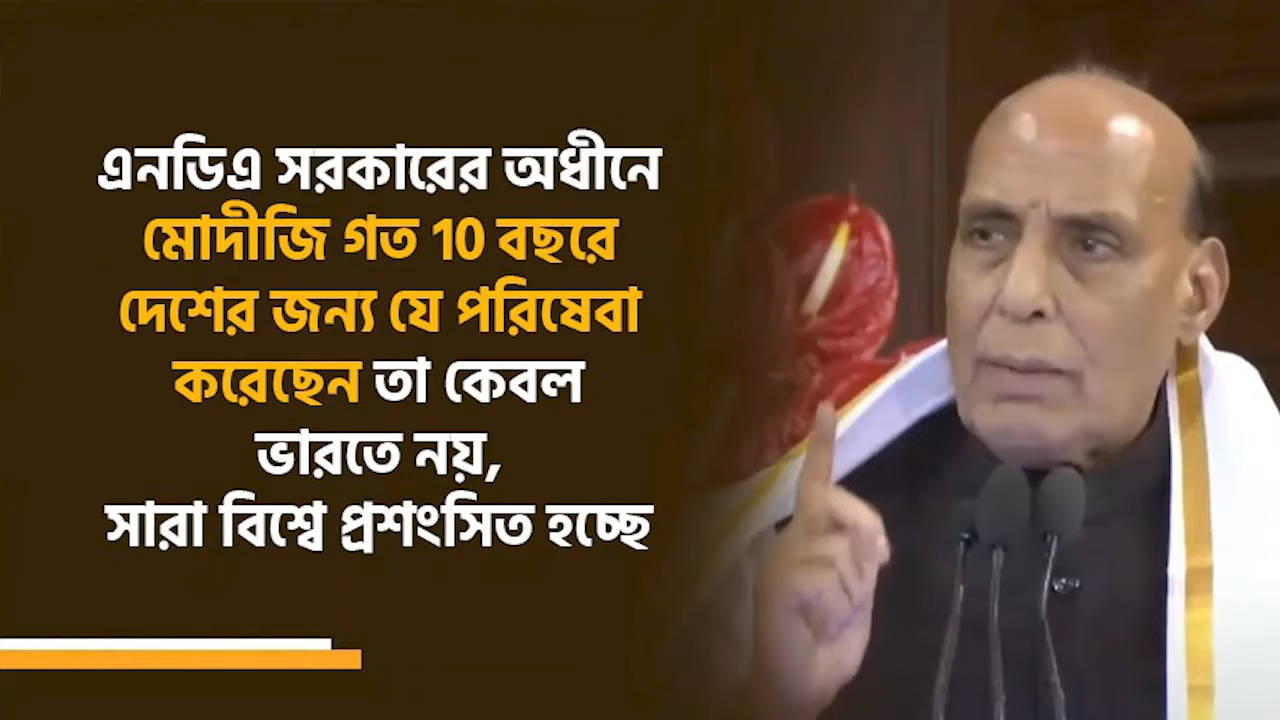 এনডিএ সরকারের অধীনে
মোদীজি গত 10 বছরে
দেশের জন্য যে পরিষেবা
করেছেন তা কেবল
ভারতে নয়,
সারা বিশ্বে প্রশংসিত হচ্ছে